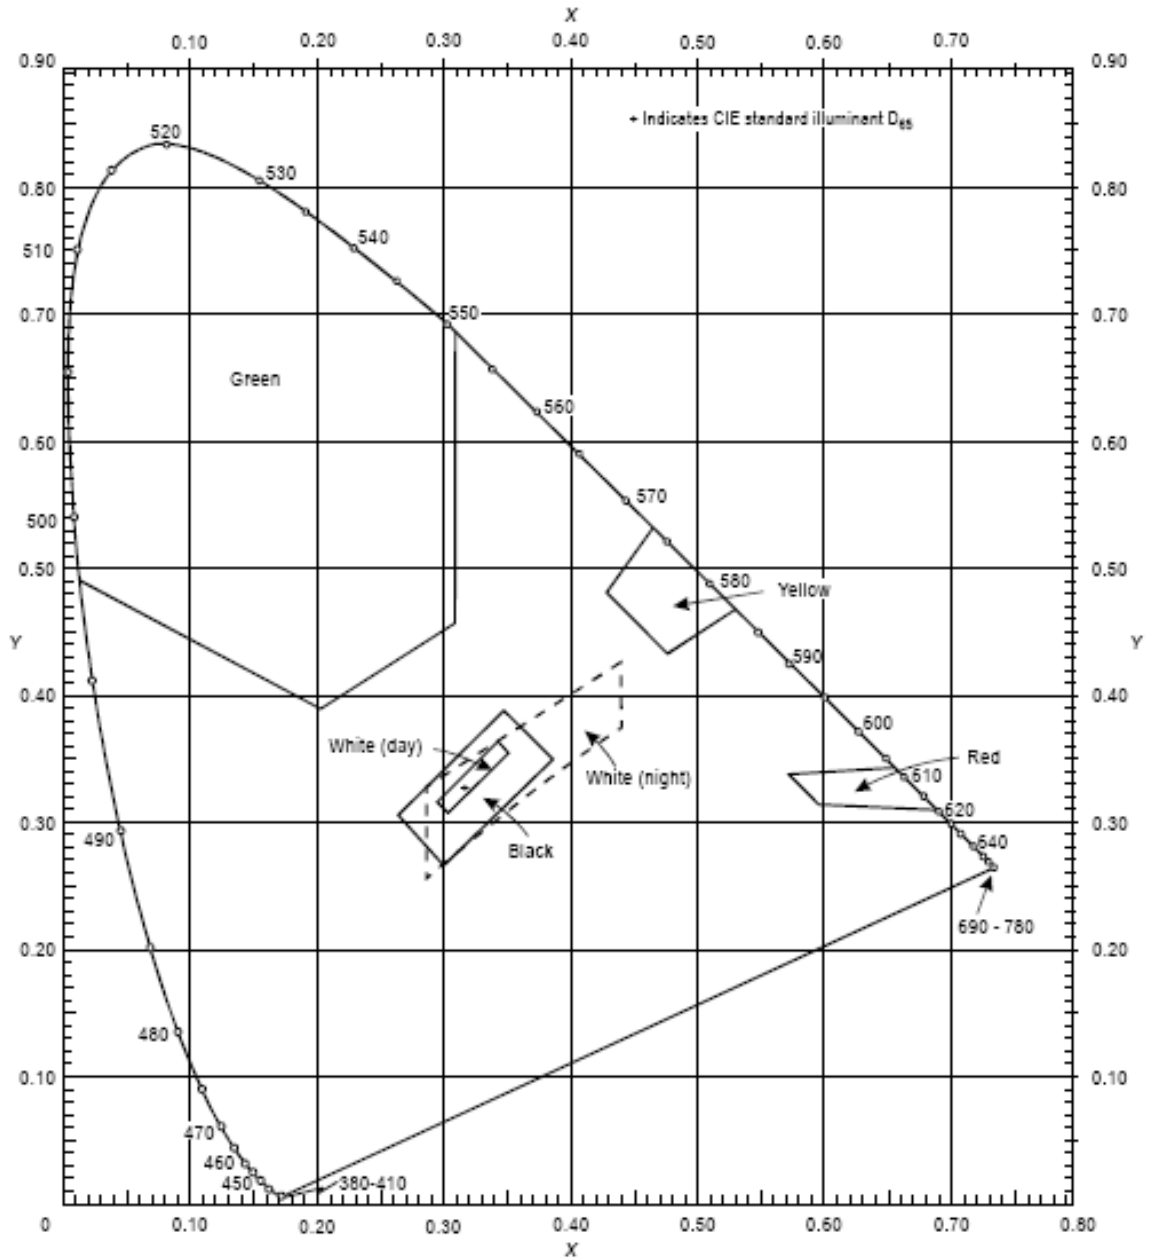 X
0.10 0.20 0.30 0.40 0.50 0.60 0.70
0.90 0.90
+ Indicates CIE standard illuminant D65
520
530
0.80 0.80
510 540
0.70 550 0.70
Green
560
0.60 0.60
570
500
0.50 0.50
580
Yellow
Y 590 Y
0.40 0.40
600
White (day) Red
White (night) 610
0.30 620 0.30
490 Black 640
690 - 780
0.20 0.20
480
0.10 0.10
470
460
450 380-410
0 0.10 0.20 0.30 0.40 0.50 0.60 0.70 0.80
X